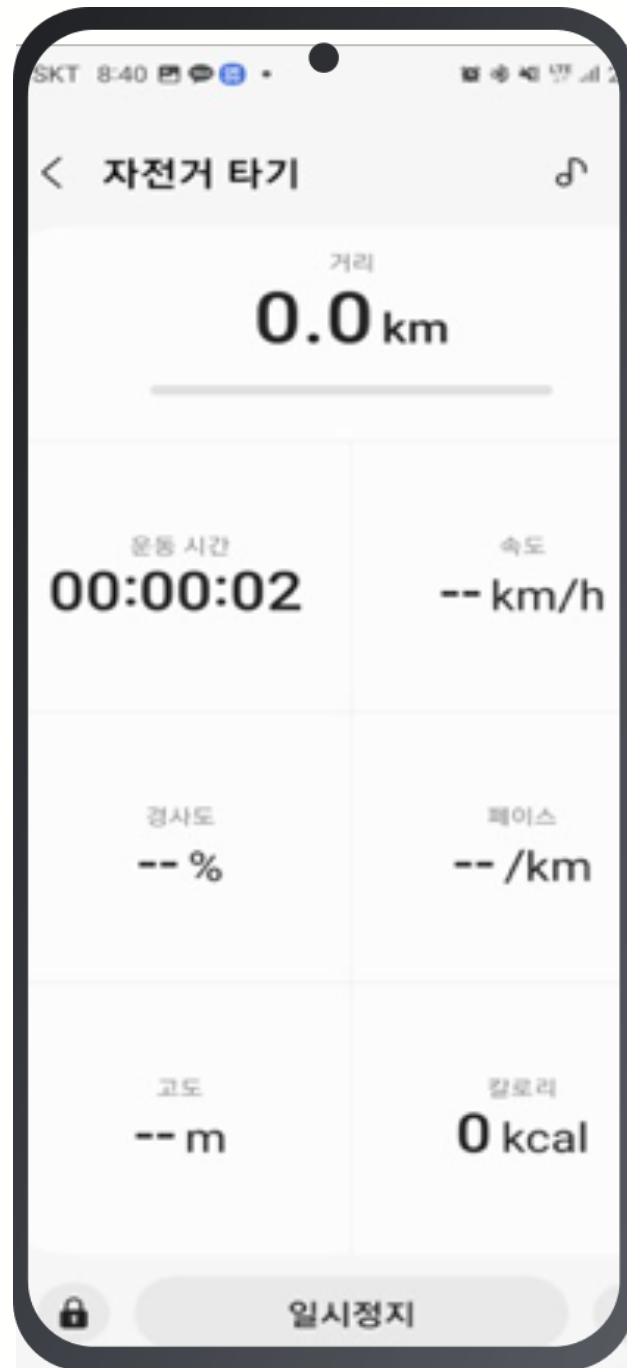 SKT 8:40
자전거 타기
거리
0.0 km
운동 시간
00:00:02
속도
-- km/h
경사도
-- %
페이스
-- /km
고도
-- m
칼로리
0 kcal
일시정지